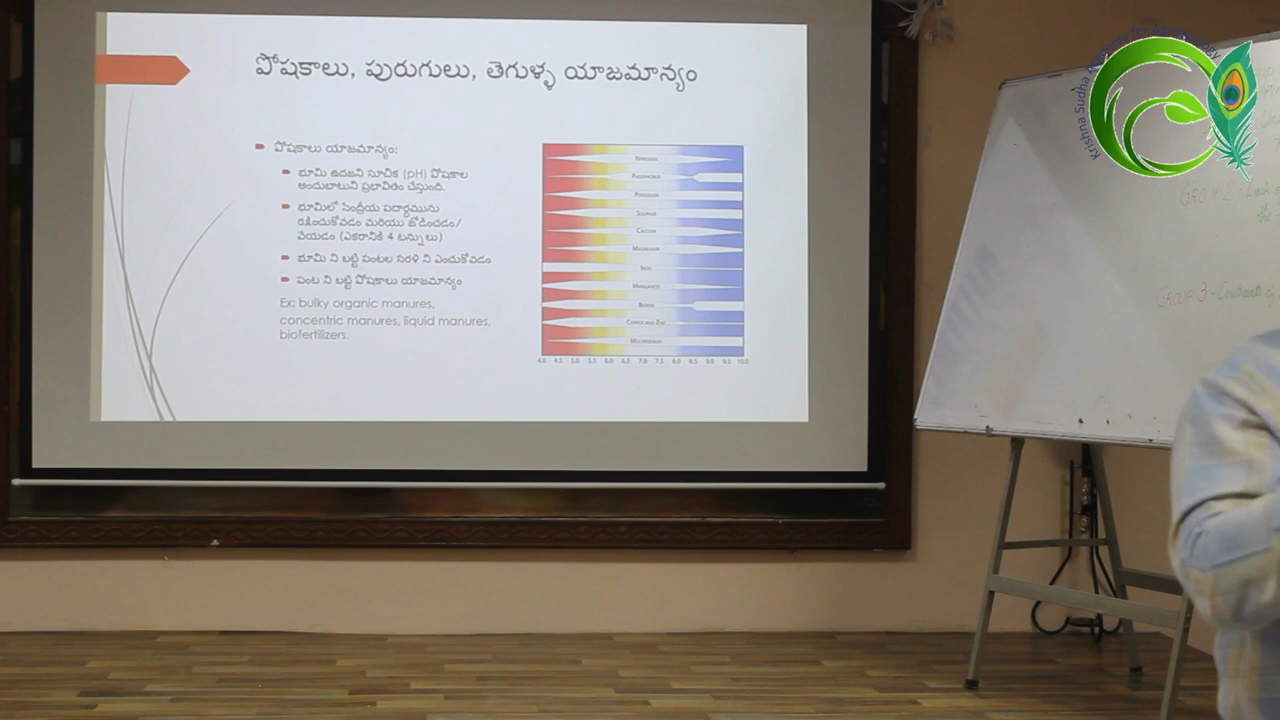 పోషకాలు, పురుగులు, తెగుళ్ళ యాజమాన్యం
పోషకాలు యాజమాన్యం:
భూమి ఉదజని సూచిక (pH) పోషకాల
అందుబాటుని ప్రభావితం చేస్తుంది.
భూమిలో సేంద్రీయ పదార్థమును
రక్షించుకోవడం మరియు జోడించడం/
వేయడం (ఎకరానికి 4 టన్నులు)
భూమి ని బట్టి పంటల సరళి ని ఎంచుకోవడం
పంట ని బట్టి పోషకాలు యాజమాన్యం
Ex: bulky organic manures,
concentric manures, liquid manures,
biofertilizers.
NITROGEN
PHOSPHORUS
POTASSIUM
SULPHUR
CALCIUM
MAGNESIUM
IRON
MANGANESE
BORON
COPPER AND ZINC
MOLYBDENUM
4.0 4.5 5.0 5.5 6.0 6.5 7.0 7.5 8.0 8.5 9.0 9.5 10.0
Krishna Sudha
GROUP 3 - Constraints of